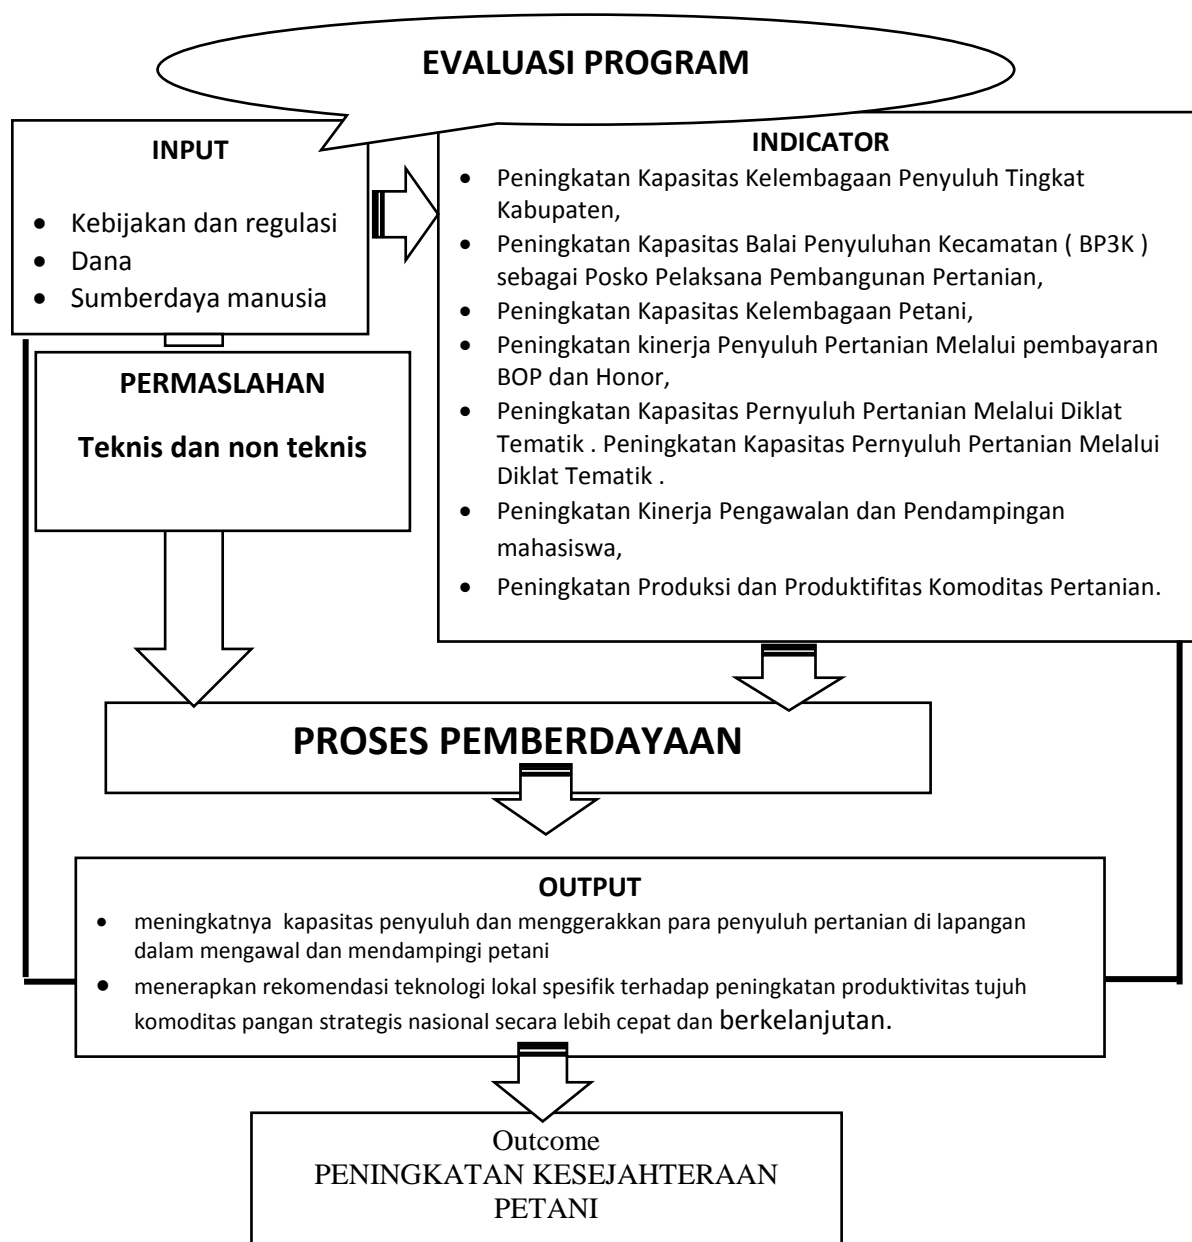 EVALUASI PROGRAM
INPUT
• Kebijakan dan regulasi
• Dana
• Sumberdaya manusia
INDICATOR
• Peningkatan Kapasitas Kelembagaan Penyuluh Tingkat
Kabupaten,
• Peningkatan Kapasitas Balai Penyuluhan Kecamatan ( BP3K )
sebagai Posko Pelaksana Pembangunan Pertanian,
• Peningkatan Kapasitas Kelembagaan Petani,
• Peningkatan kinerja Penyuluh Pertanian Melalui pembayaran
BOP dan Honor,
• Peningkatan Kapasitas Pernyuluh Pertanian Melalui Diklat
Tematik . Peningkatan Kapasitas Pernyuluh Pertanian Melalui
Diklat Tematik .
• Peningkatan Kinerja Pengawalan dan Pendampingan
mahasiswa,
• Peningkatan Produksi dan Produktifitas Komoditas Pertanian.
PERMASLAHAN
Teknis dan non teknis
PROSES PEMBERDAYAAN
OUTPUT
• meningkatnya kapasitas penyuluh dan menggerakkan para penyuluh pertanian di lapangan
dalam mengawal dan mendampingi petani
• menerapkan rekomendasi teknologi lokal spesifik terhadap peningkatan produktivitas tujuh
komoditas pangan strategis nasional secara lebih cepat dan berkelanjutan.
Outcome
PENINGKATAN KESEJAHTERAAN
PETANI